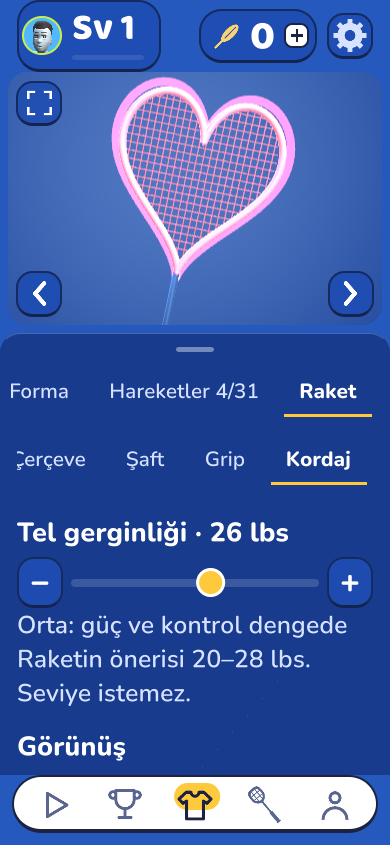 Sv 1
0
Forma Hareketler 4/31 Raket
Çerçeve Şaft Grip Kordaj
Tel gerginliği · 26 lbs
Orta: güç ve kontrol dengede
Raketin önerisi 20–28 lbs.
Seviye istemez.
Görünüş